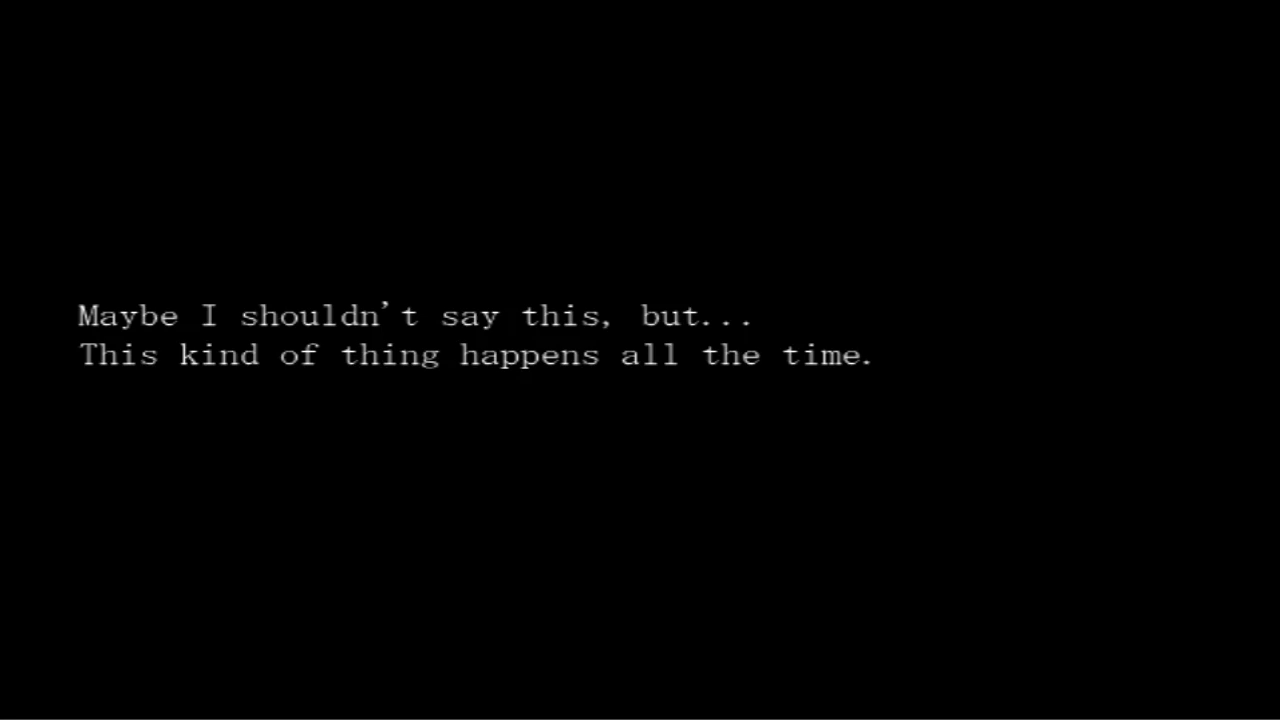 Maybe I shouldn't say this, but...
This kind of thing happens all the time.